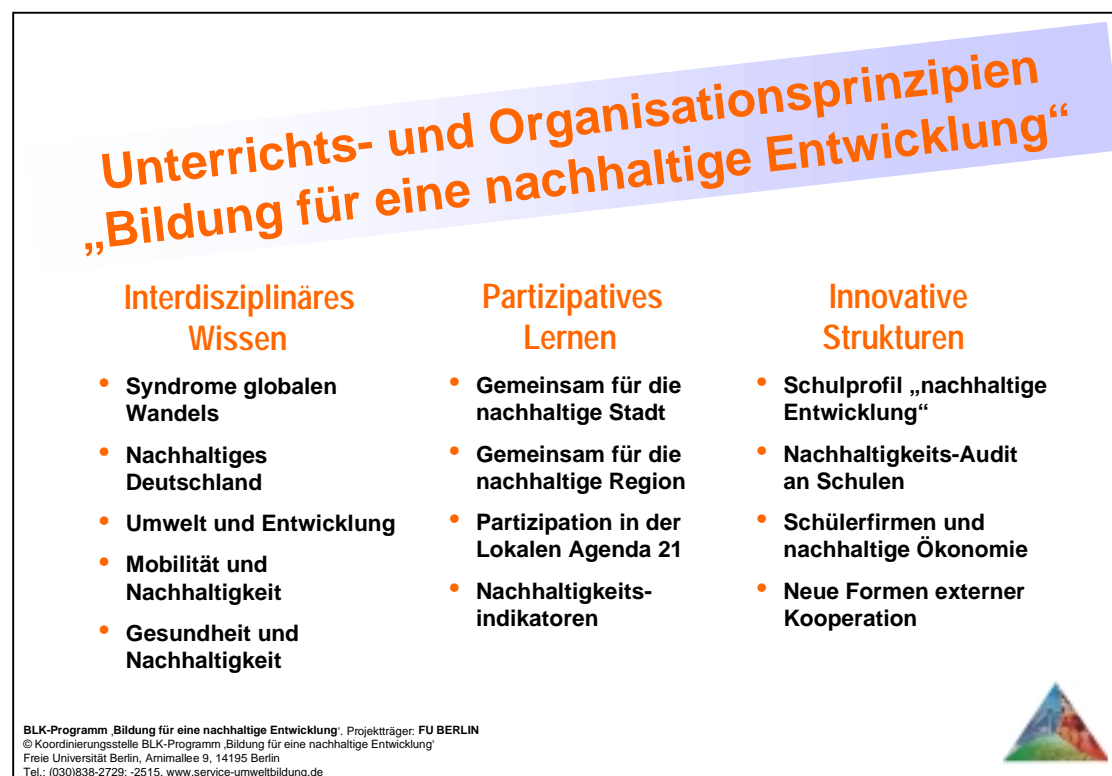 Unterrichts- und Organisationsprinzipien
„Bildung für eine nachhaltige Entwicklung“
Interdisziplinäres
Wissen
• Syndrome globalen
Wandels
• Nachhaltiges
Deutschland
• Umwelt und Entwicklung
• Mobilität und
Nachhaltigkeit
• Gesundheit und
Nachhaltigkeit
Partizipatives
Lernen
• Gemeinsam für die
nachhaltige Stadt
• Gemeinsam für die
nachhaltige Region
• Partizipation in der
Lokalen Agenda 21
• Nachhaltigkeits-
indikatoren
Innovative
Strukturen
• Schulprofil „nachhaltige
Entwicklung“
• Nachhaltigkeits-Audit
an Schulen
• Schülerfirmen und
nachhaltige Ökonomie
• Neue Formen externer
Kooperation
BLK-Programm ‚Bildung für eine nachhaltige Entwicklung‘. Projektträger: FU BERLIN
© Koordinierungsstelle BLK-Programm ‚Bildung für eine nachhaltige Entwicklung‘
Freie Universität Berlin, Arnimallee 9, 14195 Berlin
Tel.: (030)838-2729; -2515, www.service-umweltbildung.de